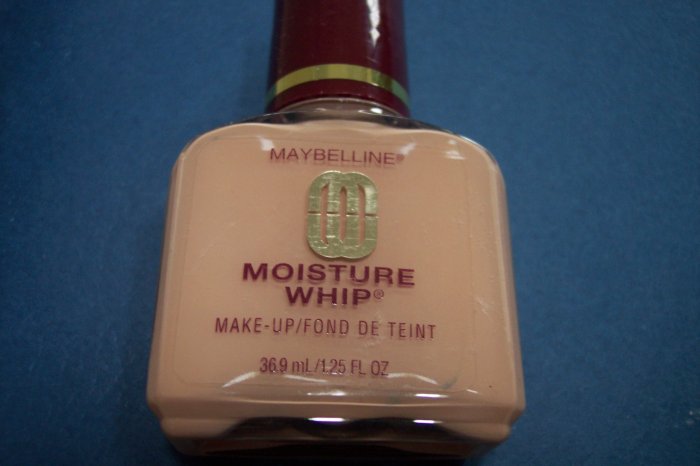 MAYBELLINE®
MOISTURE
WHIP®
MAKE-UP/FOND DE TEINT
36.9 mL/1.25 FL OZ